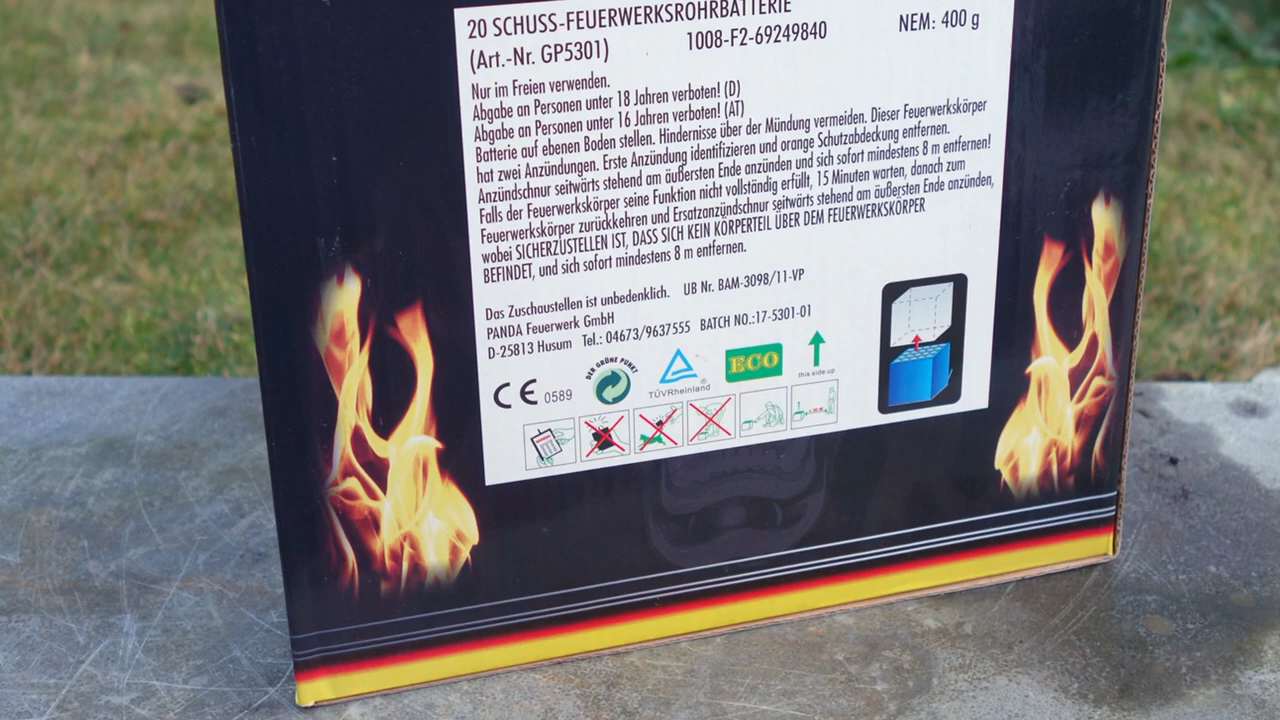 20 SCHUSS-FEUERWERKSROHRBATTERIE
(Art.-Nr. GP5301) 1008-F2-69249840 NEM: 400 g
Nur im Freien verwenden.
Abgabe an Personen unter 18 Jahren verboten! (D)
Abgabe an Personen unter 16 Jahren verboten! (AT)
Batterie auf ebenen Boden stellen. Hindernisse über der Mündung vermeiden. Dieser Feuerwerkskörper
hat zwei Anzündungen. Erste Anzündung identifizieren und orange Schutzabdeckung entfernen.
Anzündschnur seitwärts stehend am äußersten Ende anzünden und sich sofort mindestens 8 m entfernen!
Falls der Feuerwerkskörper seine Funktion nicht vollständig erfüllt, 15 Minuten warten, danach zum
Feuerwerkskörper zurückkehren und Ersatzanzündschnur seitwärts stehend am äußersten Ende anzünden,
wobei SICHERZUSTELLEN IST, DASS SICH KEIN KÖRPERTEIL ÜBER DEM FEUERWERKSKÖRPER
BEFINDET, und sich sofort mindestens 8 m entfernen.
Das Zuschaustellen ist unbedenklich. UB Nr. BAM-3098/11-VP
PANDA Feuerwerk GmbH
D-25813 Husum Tel.: 04673/9637555 BATCH NO.:17-5301-01
CE 0589 DER GRÜNE PUNKT TÜVRheinland® ECO this side up